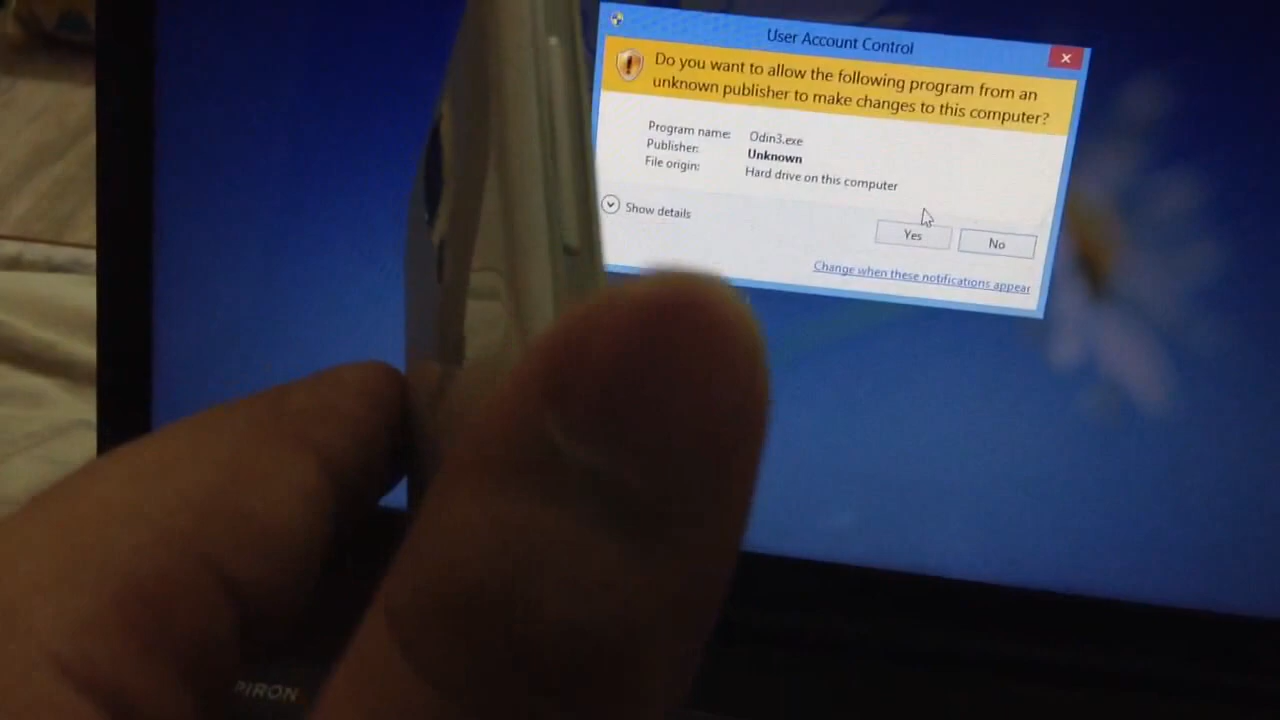 User Account Control
Do you want to allow the following program from an
unknown publisher to make changes to this computer?
Program name: Odin3.exe
Publisher: Unknown
File origin: Hard drive on this computer
Show details
Yes No
Change when these notifications appear
PIRON